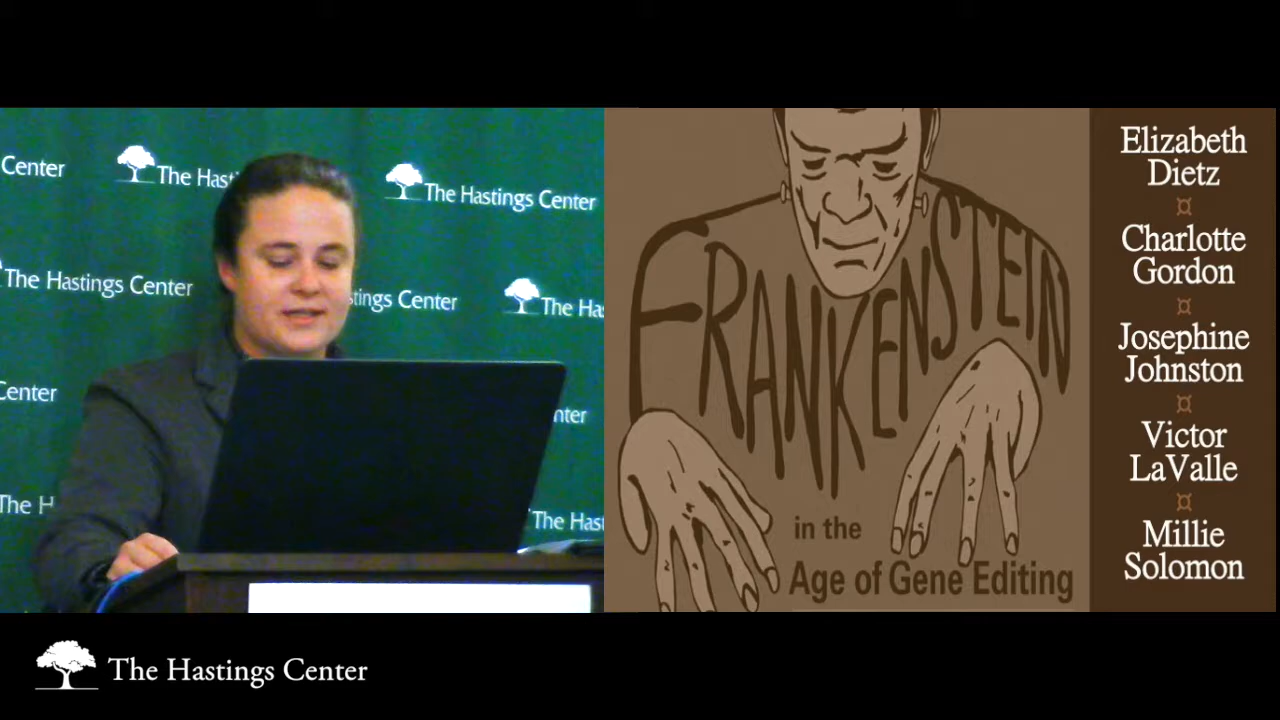 Center
The Hast
The Hastings Center
The Hastings Center
stings Center
The Has
Center
nter
The H
The Hast
FRANKENSTEIN
in the
Age of Gene Editing
Elizabeth
Dietz
Charlotte
Gordon
Josephine
Johnston
Victor
LaValle
Millie
Solomon
The Hastings Center